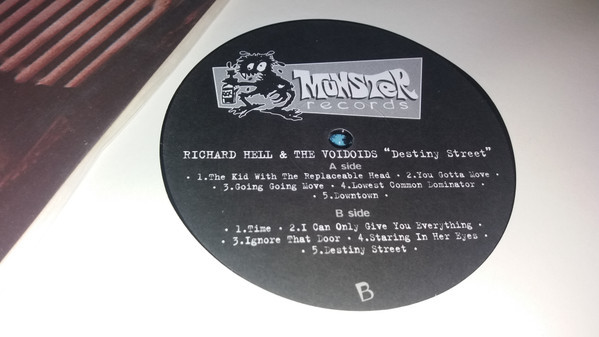 MUNSTER
records
RICHARD HELL & THE VOIDOIDS "Destiny Street"
A side
· 1.The Kid With The Replaceable Head · 2.You Gotta Move ·
· 3.Going Going Move · 4.Lowest Common Dominator ·
· 5.Downtown ·
B side
· 1.Time · 2.I Can Only Give You Everything ·
· 3.Ignore That Door · 4.Staring In Her Eyes ·
· 5.Destiny Street ·
B